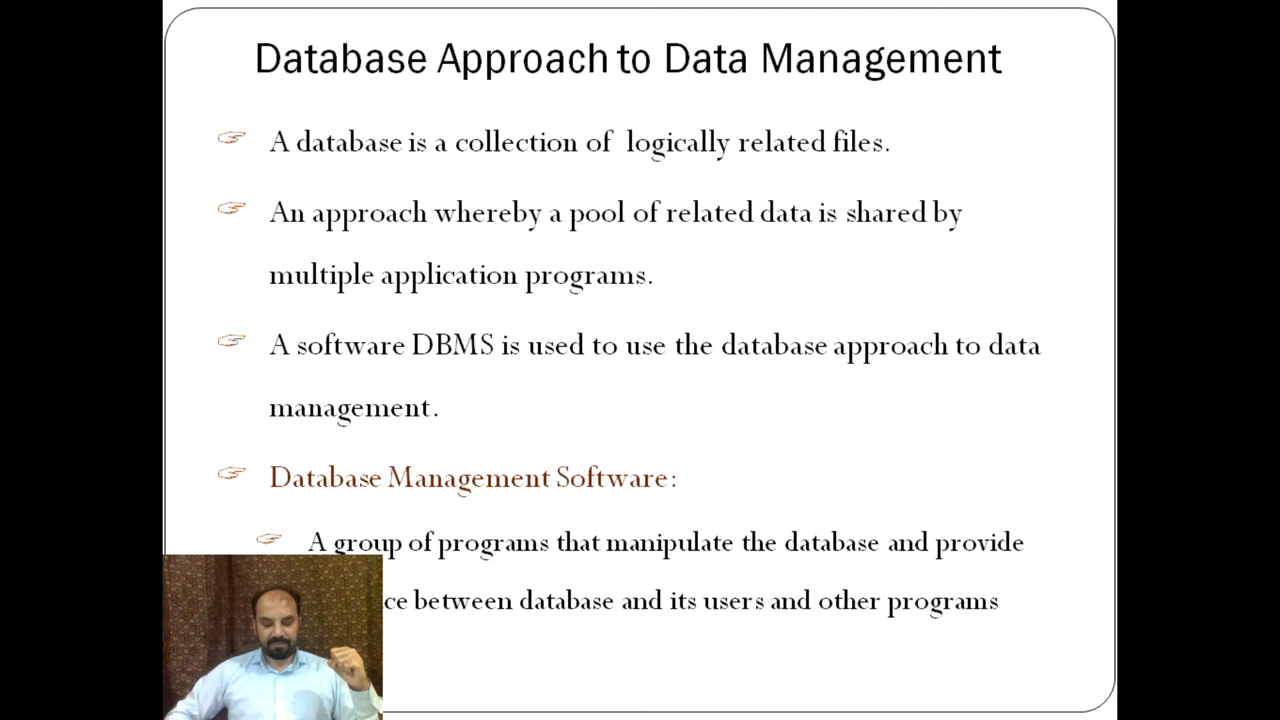 Database Approach to Data Management
A database is a collection of logically related files.
An approach whereby a pool of related data is shared by
multiple application programs.
A software DBMS is used to use the database approach to data
management.
Database Management Software:
A group of programs that manipulate the database and provide
between database and its users and other programs